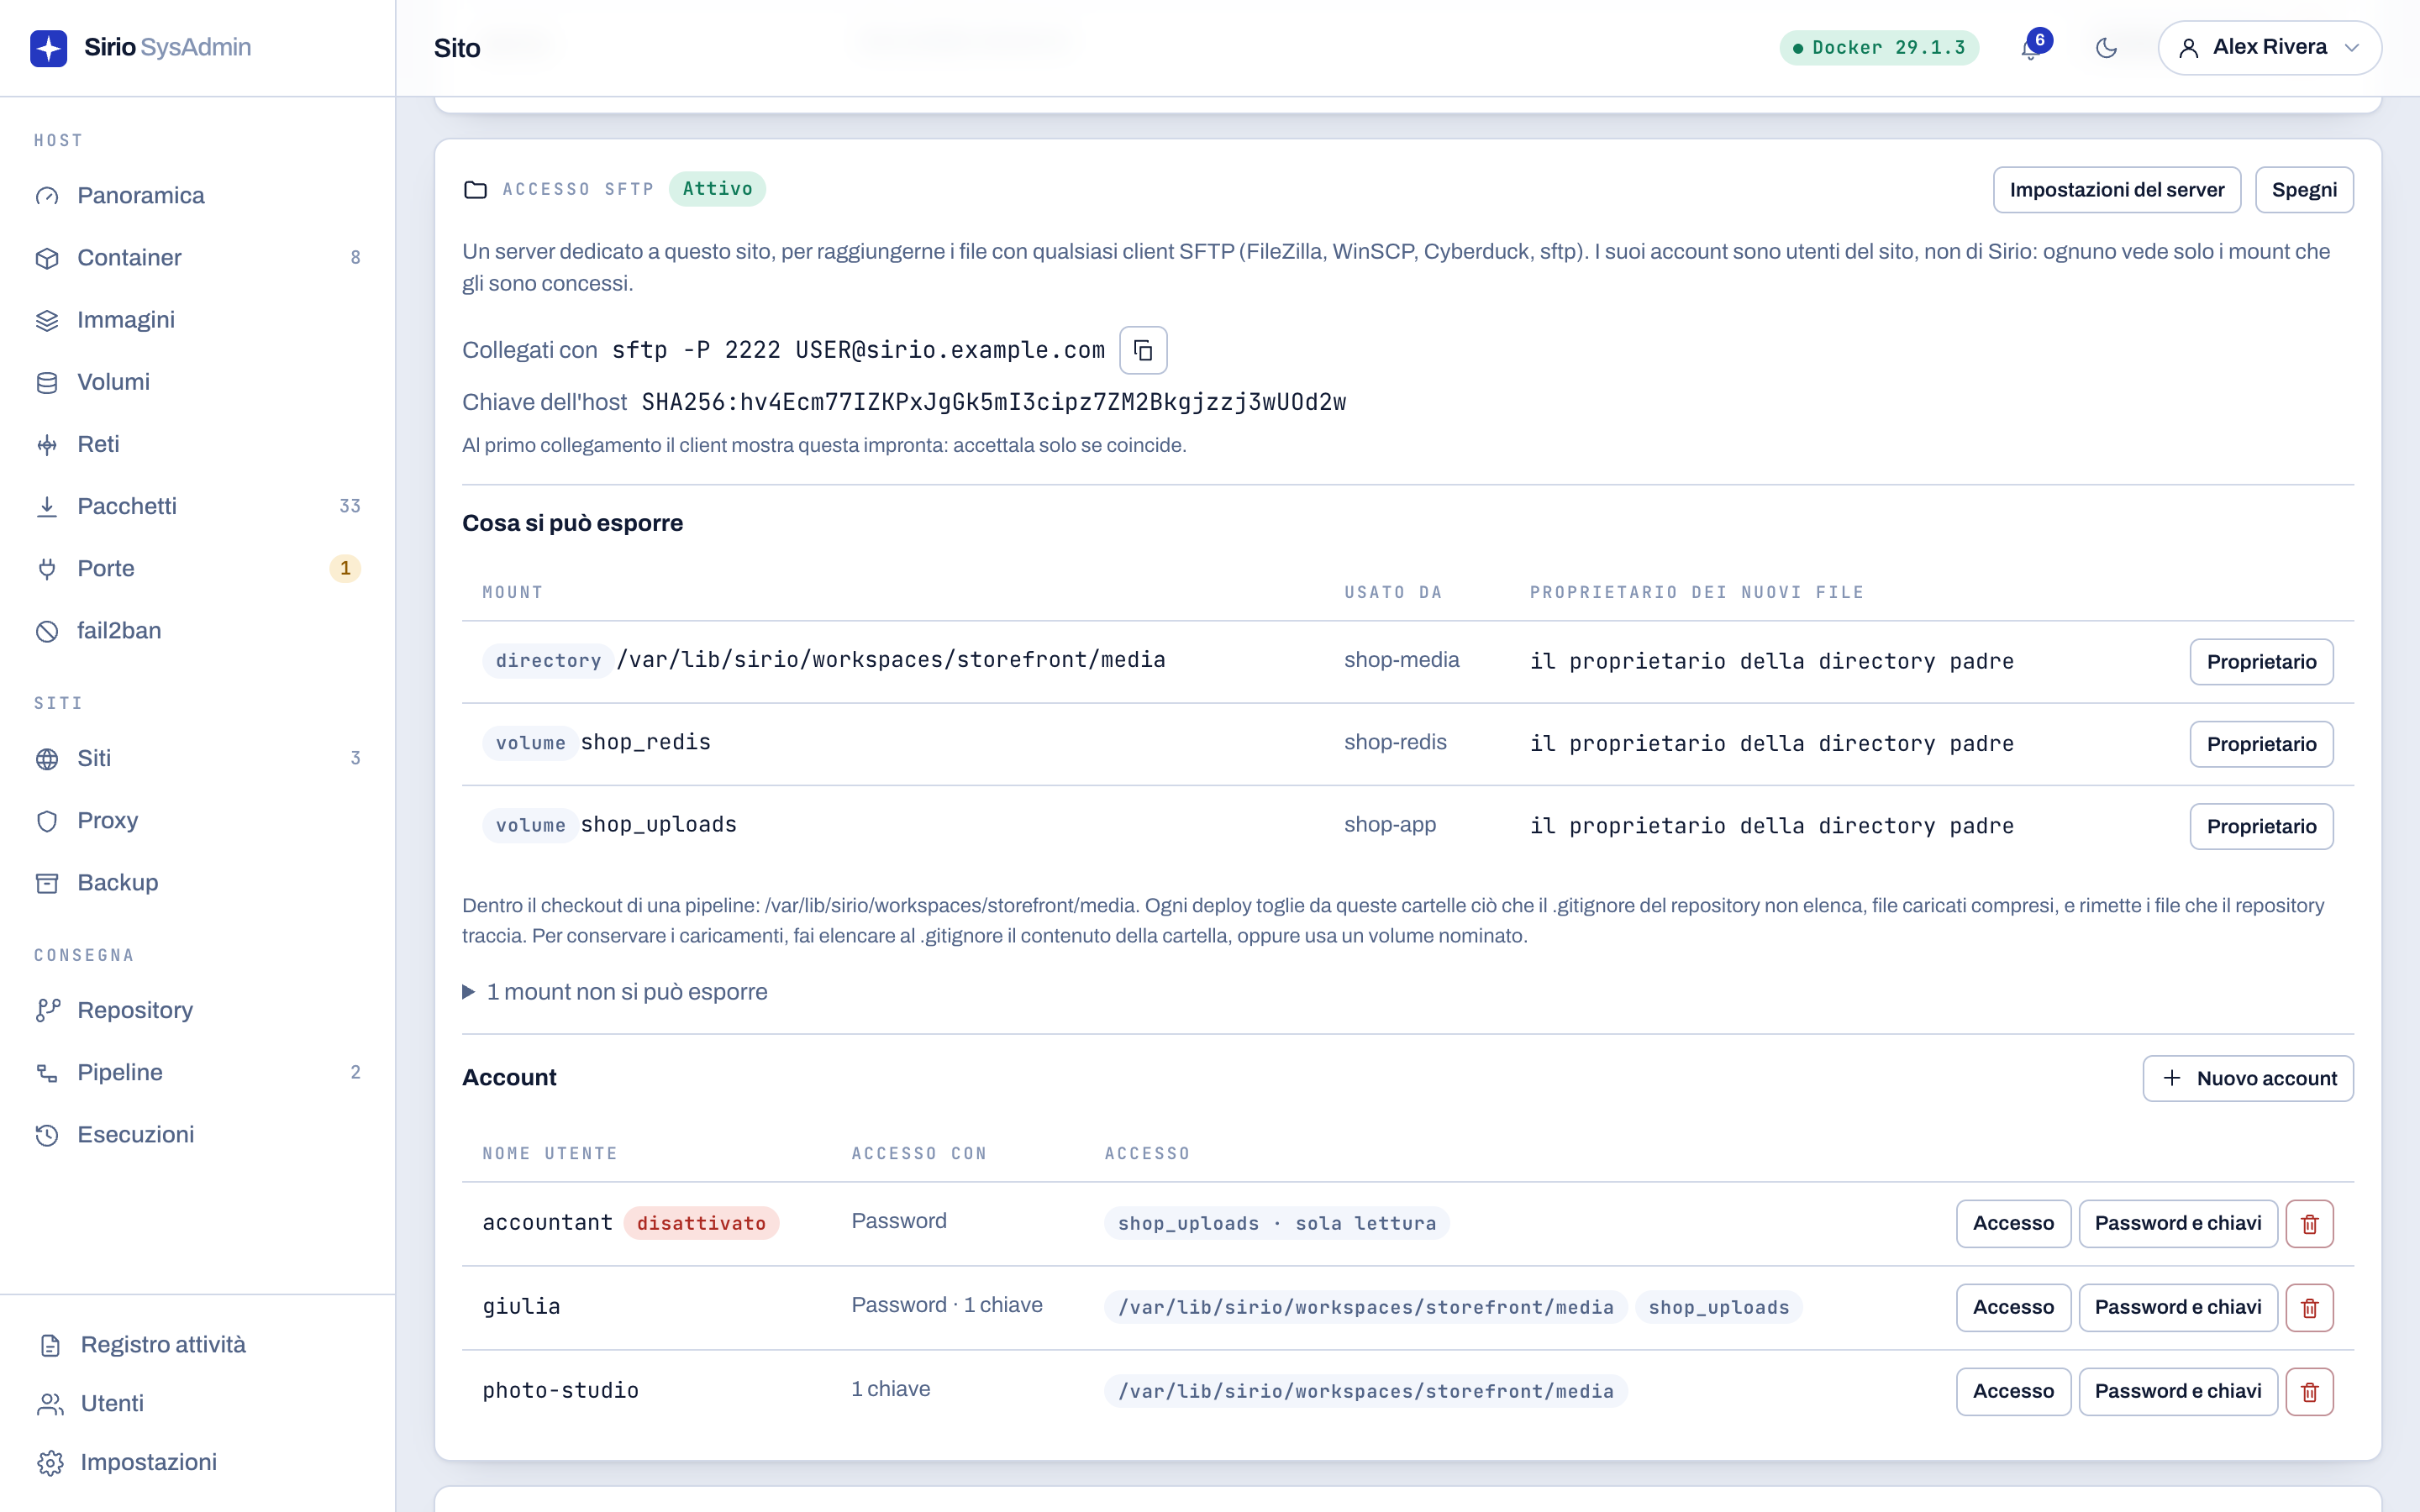 Sirio SysAdmin
Sito
Docker 29.1.3
6
Alex Rivera
HOST
Panoramica
Container 8
Immagini
Volumi
Reti
Pacchetti 33
Porte 1
fail2ban
SITI
Siti 3
Proxy
Backup
CONSEGNA
Repository
Pipeline 2
Esecuzioni
Registro attività
Utenti
Impostazioni
ACCESSO SFTP Attivo
Impostazioni del server Spegni
Un server dedicato a questo sito, per raggiungerne i file con qualsiasi client SFTP (FileZilla, WinSCP, Cyberduck, sftp). I suoi account sono utenti del sito, non di Sirio: ognuno vede solo i mount che
gli sono concessi.
Collegati con sftp -P 2222 USER@sirio.example.com
Chiave dell'host SHA256:hv4Ecm77IZKPxJgGk5mI3cipz7ZM2Bkgjzzj3wUOd2w
Al primo collegamento il client mostra questa impronta: accettala solo se coincide.
Cosa si può esporre
MOUNT USATO DA PROPRIETARIO DEI NUOVI FILE
directory /var/lib/sirio/workspaces/storefront/media shop-media il proprietario della directory padre Proprietario
volume shop_redis shop-redis il proprietario della directory padre Proprietario
volume shop_uploads shop-app il proprietario della directory padre Proprietario
Dentro il checkout di una pipeline: /var/lib/sirio/workspaces/storefront/media. Ogni deploy toglie da queste cartelle ciò che il .gitignore del repository non elenca, file caricati compresi, e rimette i file che il repository
traccia. Per conservare i caricamenti, fai elencare al .gitignore il contenuto della cartella, oppure usa un volume nominato.
1 mount non si può esporre
Account
Nuovo account
NOME UTENTE ACCESSO CON ACCESSO
accountant disattivato Password shop_uploads · sola lettura Accesso Password e chiavi
giulia Password · 1 chiave /var/lib/sirio/workspaces/storefront/media shop_uploads Accesso Password e chiavi
photo-studio 1 chiave /var/lib/sirio/workspaces/storefront/media Accesso Password e chiavi